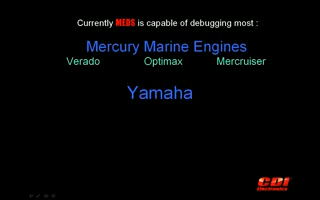 Currently MEDS is capable of debugging most :
Mercury Marine Engines
Verado Optimax Mercruiser
Yamaha
CDI
Electronics